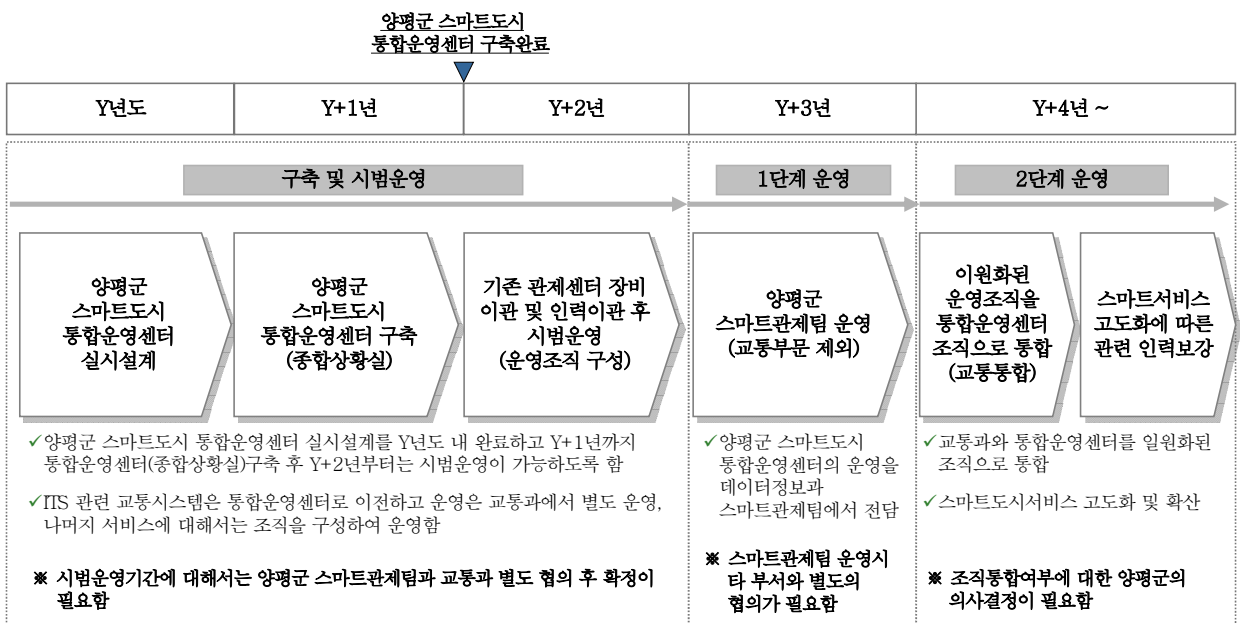 양평군 스마트도시
통합운영센터 구축완료
Y년도
Y+1년
Y+2년
Y+3년
Y+4년 ~
구축 및 시범운영
1단계 운영
2단계 운영
양평군
스마트도시
통합운영센터
실시설계
양평군
스마트도시
통합운영센터 구축
(종합상황실)
기존 관제센터 장비
이관 및 인력이관 후
시범운영
(운영조직 구성)
양평군
스마트관제팀 운영
(교통부문 제외)
이원화된
운영조직을
통합운영센터
조직으로 통합
(교통통합)
스마트서비스
고도화에 따른
관련 인력보강
✓양평군 스마트도시 통합운영센터 실시설계를 Y년도 내 완료하고 Y+1년까지
통합운영센터(종합상황실)구축 후 Y+2년부터는 시범운영이 가능하도록 함
✓ITS 관련 교통시스템은 통합운영센터로 이전하고 운영은 교통과에서 별도 운영,
나머지 서비스에 대해서는 조직을 구성하여 운영함
※ 시범운영기간에 대해서는 양평군 스마트관제팀과 교통과 별도 협의 후 확정이
필요함
✓양평군 스마트도시
통합운영센터의 운영을
데이터정보과
스마트관제팀에서 전담
※ 스마트관제팀 운영시
타 부서와 별도의
협의가 필요함
✓교통과와 통합운영센터를 일원화된
조직으로 통합
✓스마트도시서비스 고도화 및 확산
※ 조직통합여부에 대한 양평군의
의사결정이 필요함